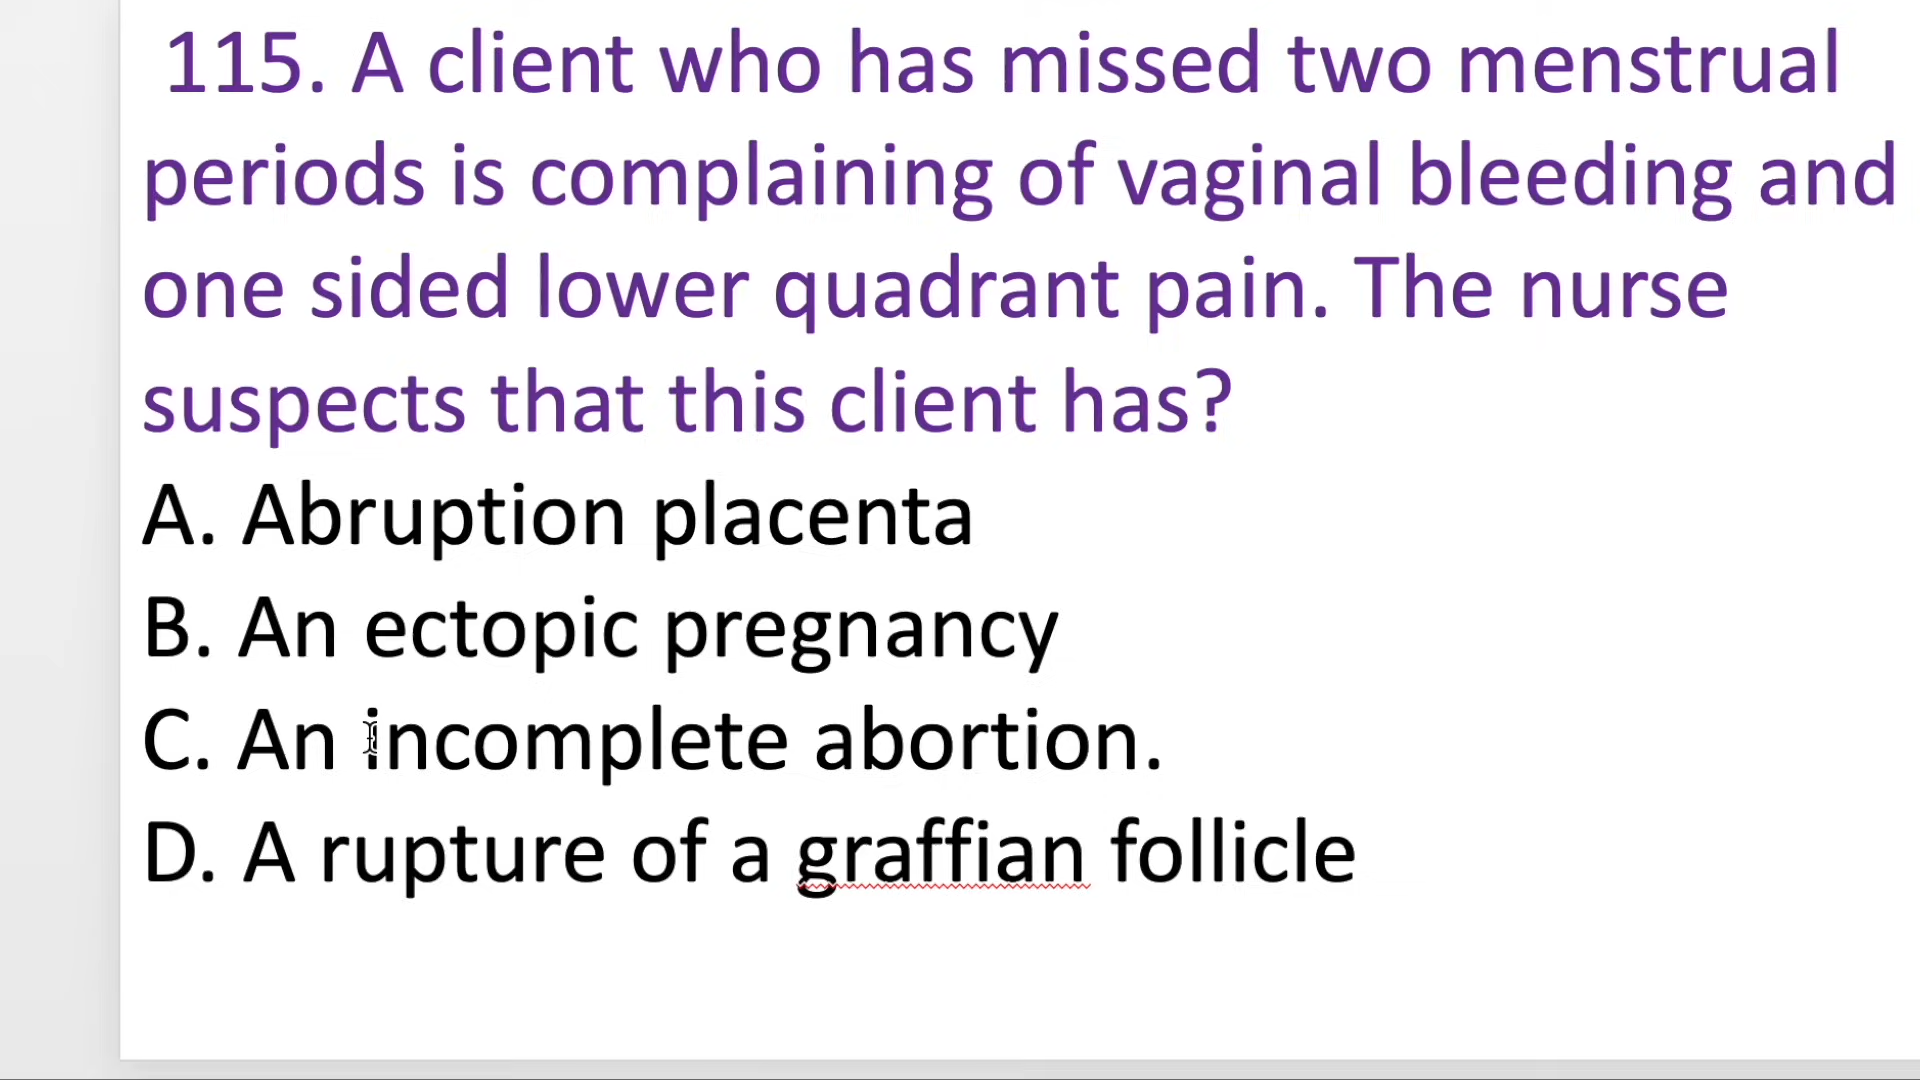 115. A client who has missed two menstrual
periods is complaining of vaginal bleeding and
one sided lower quadrant pain. The nurse
suspects that this client has?
A. Abruption placenta
B. An ectopic pregnancy
C. An incomplete abortion.
D. A rupture of a graffian follicle